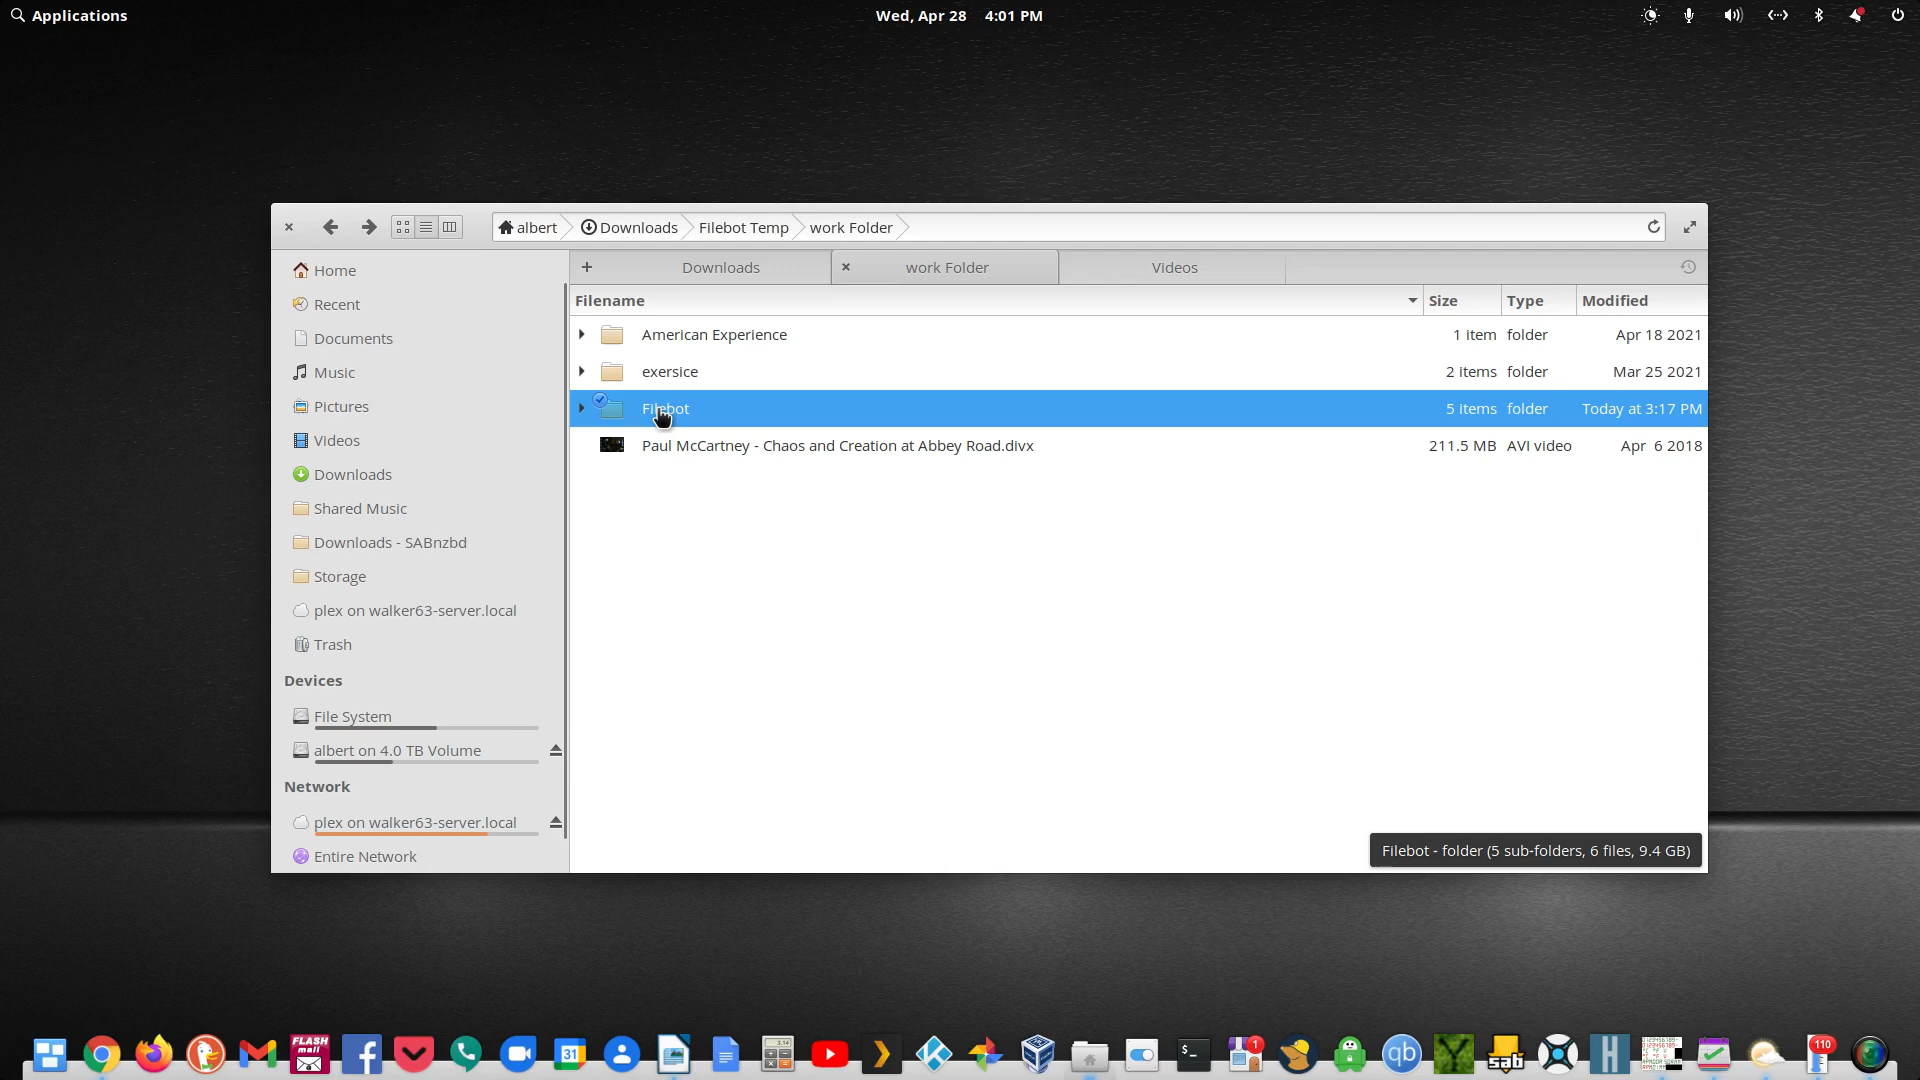 Applications
Wed, Apr 28 4:01 PM
albert Downloads Filebot Temp work Folder
Downloads work Folder Videos
Filename Size Type Modified
American Experience 1 item folder Apr 18 2021
exersice 2 items folder Mar 25 2021
Filebot 5 items folder Today at 3:17 PM
Paul McCartney - Chaos and Creation at Abbey Road.divx 211.5 MB AVI video Apr 6 2018
Home
Recent
Documents
Music
Pictures
Videos
Downloads
Shared Music
Downloads - SABnzbd
Storage
plex on walker63-server.local
Trash
Devices
File System
albert on 4.0 TB Volume
Network
plex on walker63-server.local
Entire Network
Filebot - folder (5 sub-folders, 6 files, 9.4 GB)
FLASH
mail
31
3.14
1
qb
sab
110